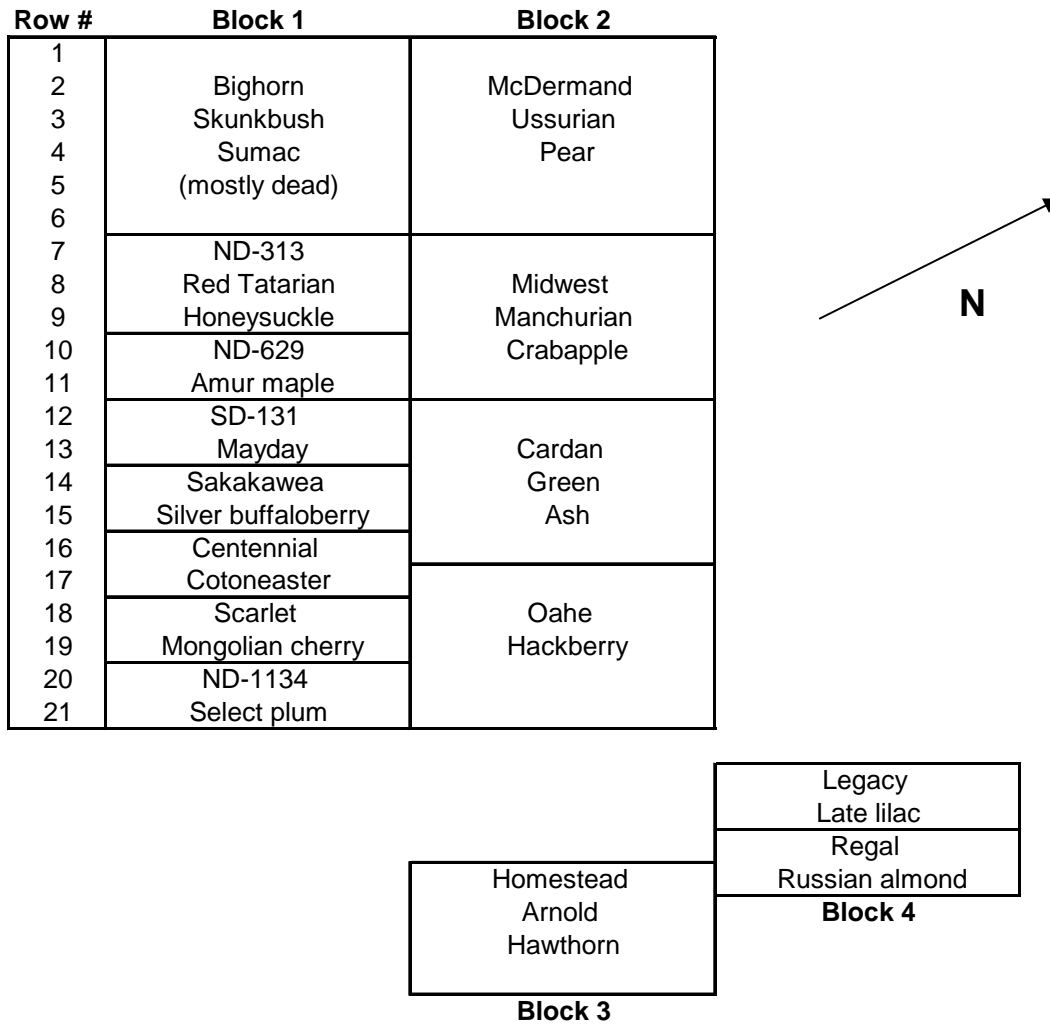 Row # Block 1 Block 2
1
2 Bighorn McDermand
3 Skunkbush Ussurian
4 Sumac Pear
5 (mostly dead)
6
7 ND-313
8 Red Tatarian Midwest
9 Honeysuckle Manchurian
10 ND-629 Crabapple
11 Amur maple
12 SD-131
13 Mayday Cardan
14 Sakakawea Green
15 Silver buffaloberry Ash
16 Centennial
17 Cotoneaster
18 Scarlet Oahe
19 Mongolian cherry Hackberry
20 ND-1134
21 Select plum
N
Legacy
Late lilac
Regal
Russian almond
Block 4
Homestead
Arnold
Hawthorn
Block 3